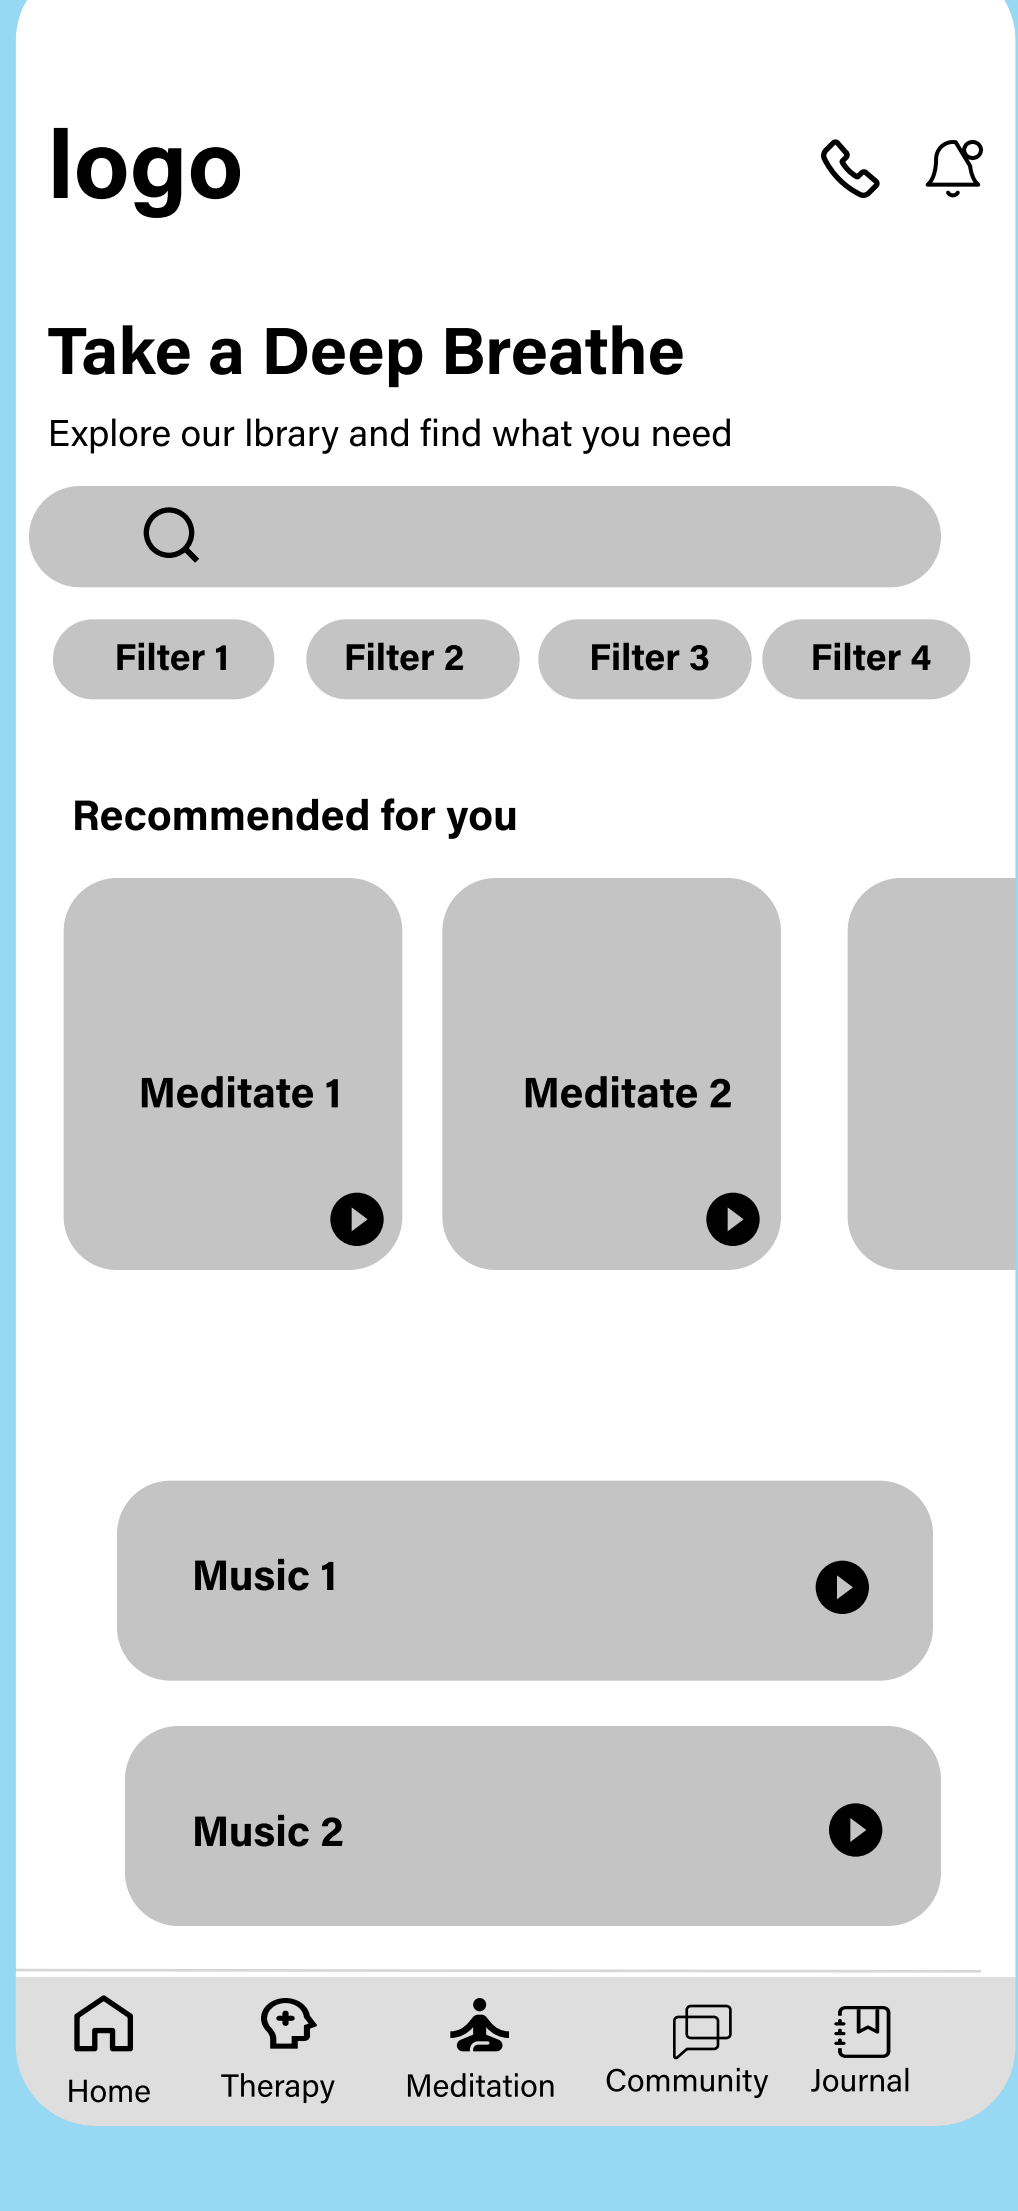 logo
Take a Deep Breathe
Explore our lbrary and find what you need
Filter 1 Filter 2 Filter 3 Filter 4
Recommended for you
Meditate 1 Meditate 2
Music 1
Music 2
Home Therapy Meditation Community Journal